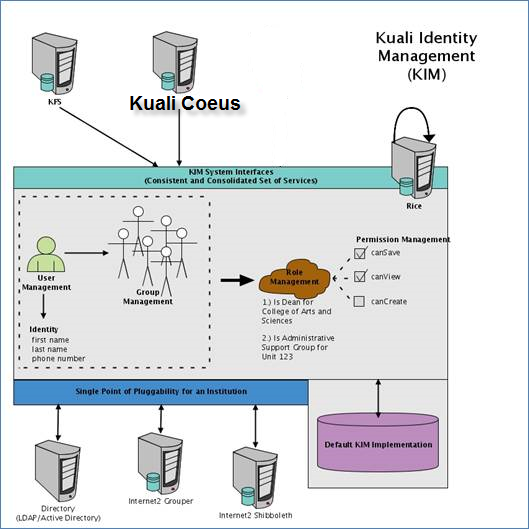 Kuali Identity
Management
(KIM)
KFS
Kuali Coeus
Rice
KIM System Interfaces
(Consistent and Consolidated Set of Services)
User
Management
Group
Management
Identity
first name
last name
phone number
Role
Management
1.) Is Dean for
College of Arts and
Sciences
2.) Is Administrative
Support Group for
Unit 123
Permission Management
canSave
canView
canCreate
Single Point of Pluggability for an Institution
Default KIM Implementation
Directory
(LDAP/Active Directory)
Internet2 Grouper
Internet2 Shibboleth